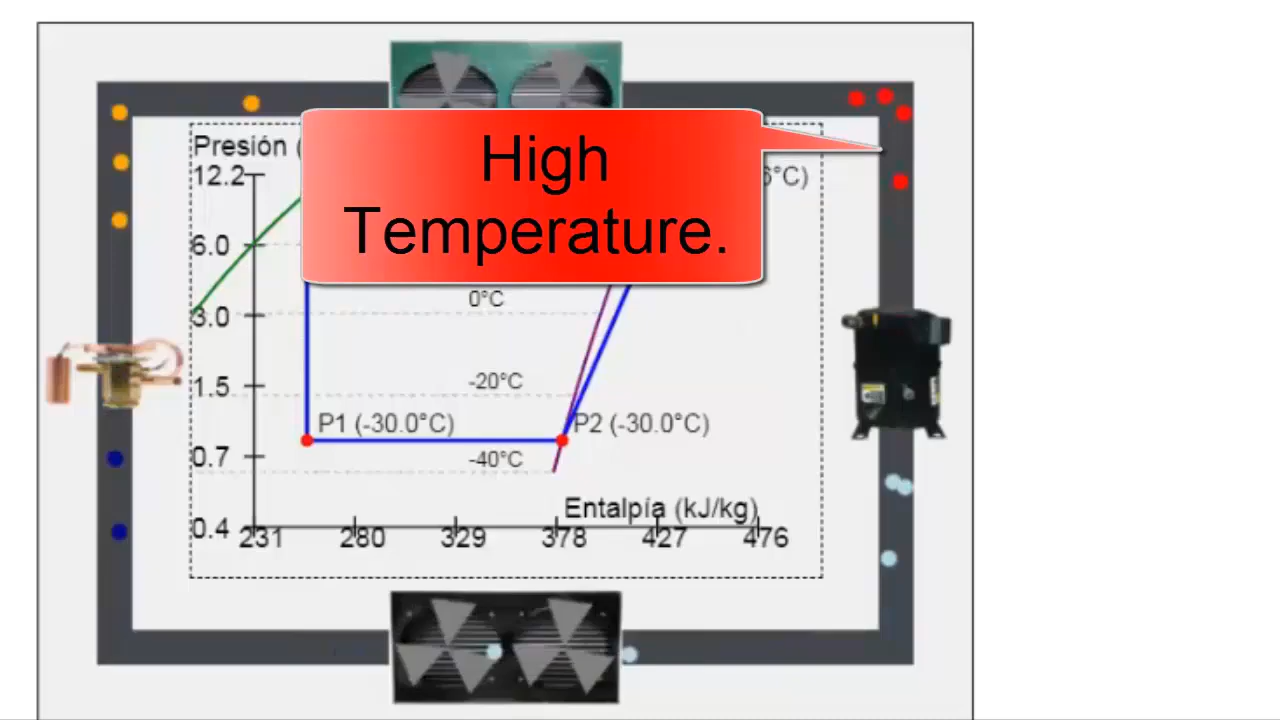 High
Temperature.
Presión (
12.2
6°C)
6.0
0°C
3.0
-20°C
1.5
P1 (-30.0°C)
P2 (-30.0°C)
0.7
-40°C
Entalpía (kJ/kg)
0.4
231 280 329 378 427 476